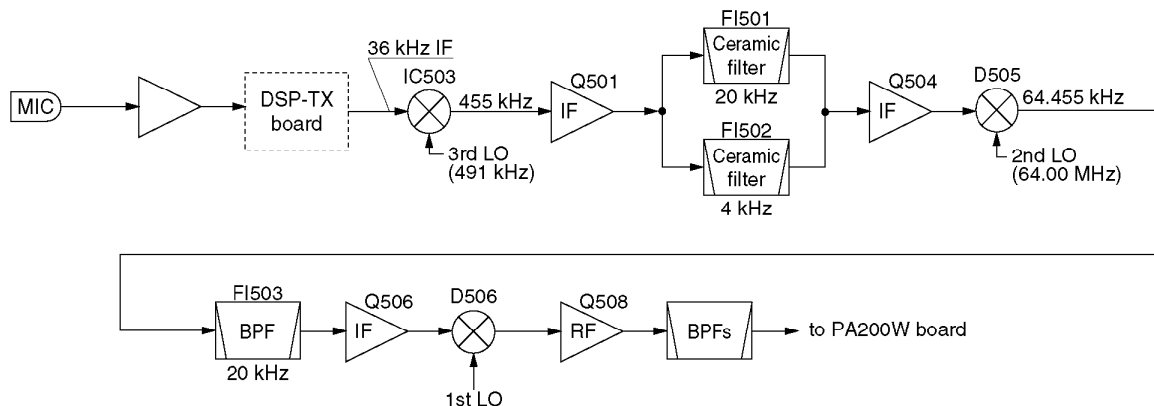 MIC
DSP-TX
board
36 kHz IF
IC503
455 kHz
3rd LO
(491 kHz)
Q501
IF
FI501
Ceramic
filter
20 kHz
FI502
Ceramic
filter
4 kHz
Q504
IF
D505
64.455 kHz
2nd LO
(64.00 MHz)
FI503
BPF
20 kHz
Q506
IF
D506
1st LO
Q508
RF
BPFs
to PA200W board